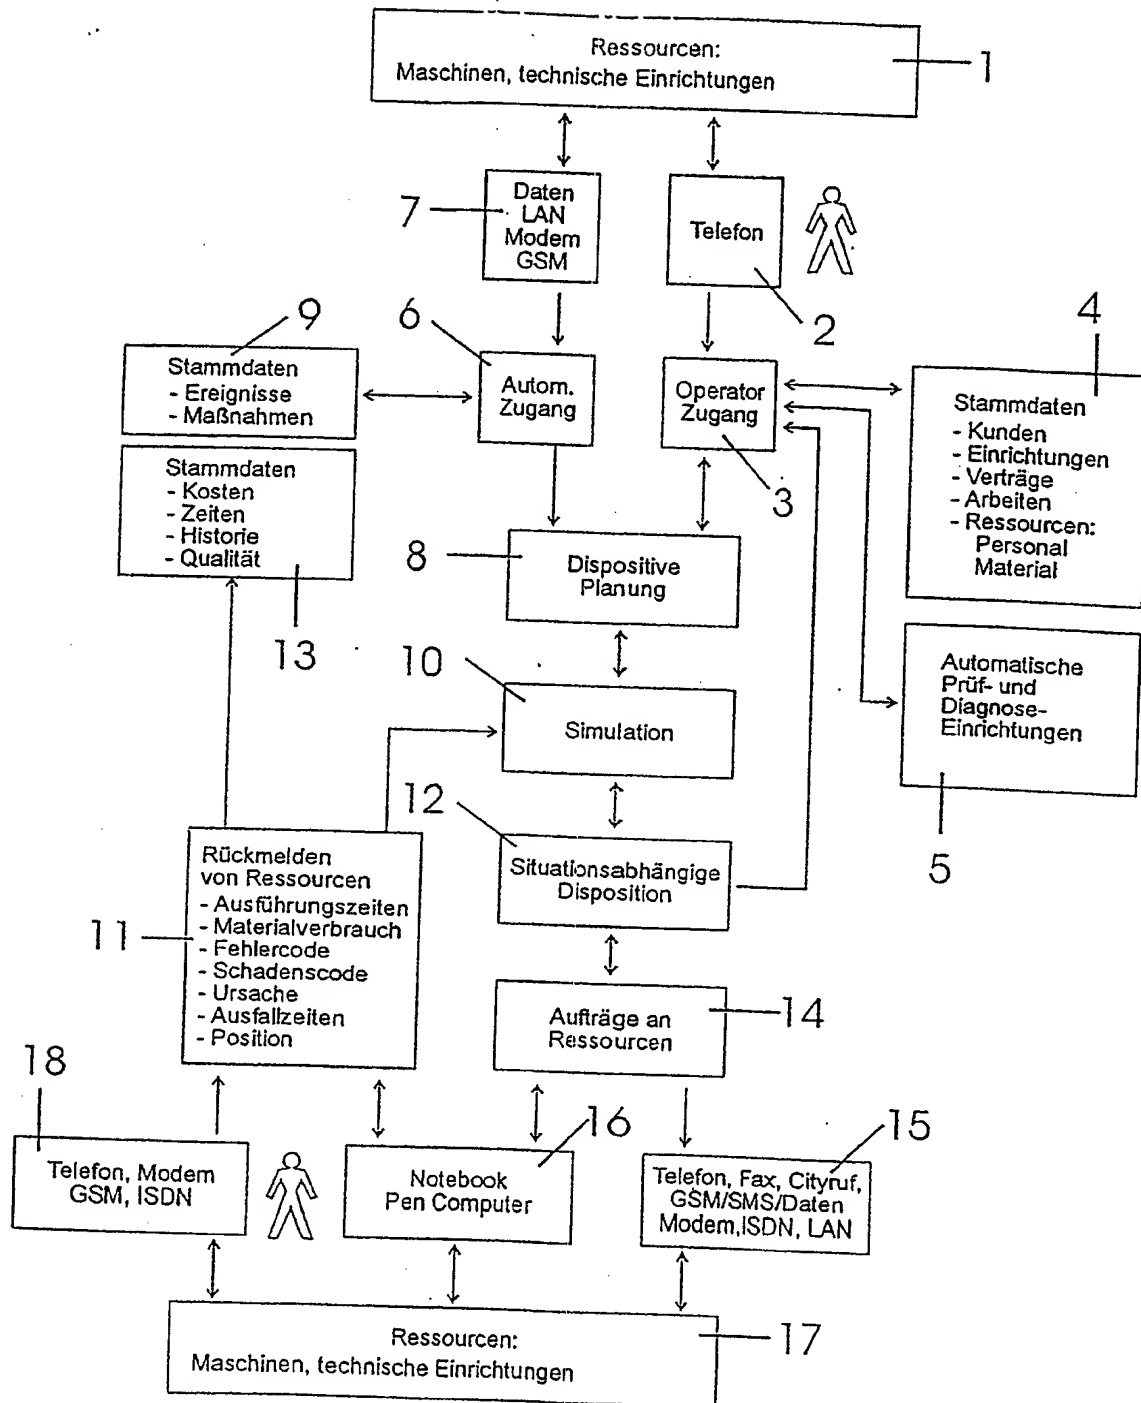 Ressourcen:
Maschinen, technische Einrichtungen
1
7
Daten
LAN
Modem
GSM
Telefon
2
9
6
4
Stammdaten
- Ereignisse
- Maßnahmen
Autom.
Zugang
Operator
Zugang
3
Stammdaten
- Kunden
- Einrichtungen
- Verträge
- Arbeiten
- Ressourcen:
Personal
Material
Stammdaten
- Kosten
- Zeiten
- Historie
- Qualität
13
8
Dispositive
Planung
10
Simulation
Automatische
Prüf- und
Diagnose-
Einrichtungen
5
12
Situationsabhängige
Disposition
11
Rückmelden
von Ressourcen
- Ausführungszeiten
- Materialverbrauch
- Fehlercode
- Schadenscode
- Ursache
- Ausfallzeiten
- Position
Aufträge an
Ressourcen
14
18
Telefon, Modem
GSM, ISDN
16
Notebook
Pen Computer
15
Telefon, Fax, Cityruf,
GSM/SMS/Daten
Modem,ISDN, LAN
Ressourcen:
Maschinen, technische Einrichtungen
17